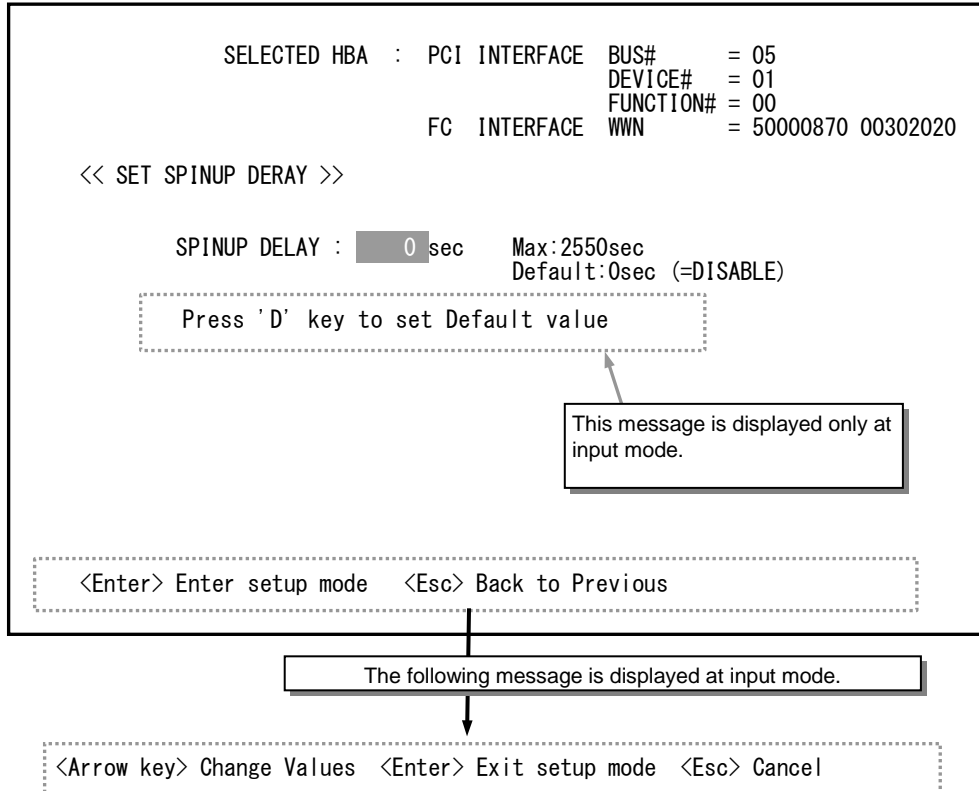 SELECTED HBA : PCI INTERFACE BUS# = 05
DEVICE# = 01
FUNCTION# = 00
FC INTERFACE WWN = 50000870 00302020
<< SET SPINUP DERAY >>
SPINUP DELAY : 0 sec Max:2550sec
Default:0sec (=DISABLE)
Press 'D' key to set Default value
This message is displayed only at
input mode.
<Enter> Enter setup mode <Esc> Back to Previous
The following message is displayed at input mode.
<Arrow key> Change Values <Enter> Exit setup mode <Esc> Cancel